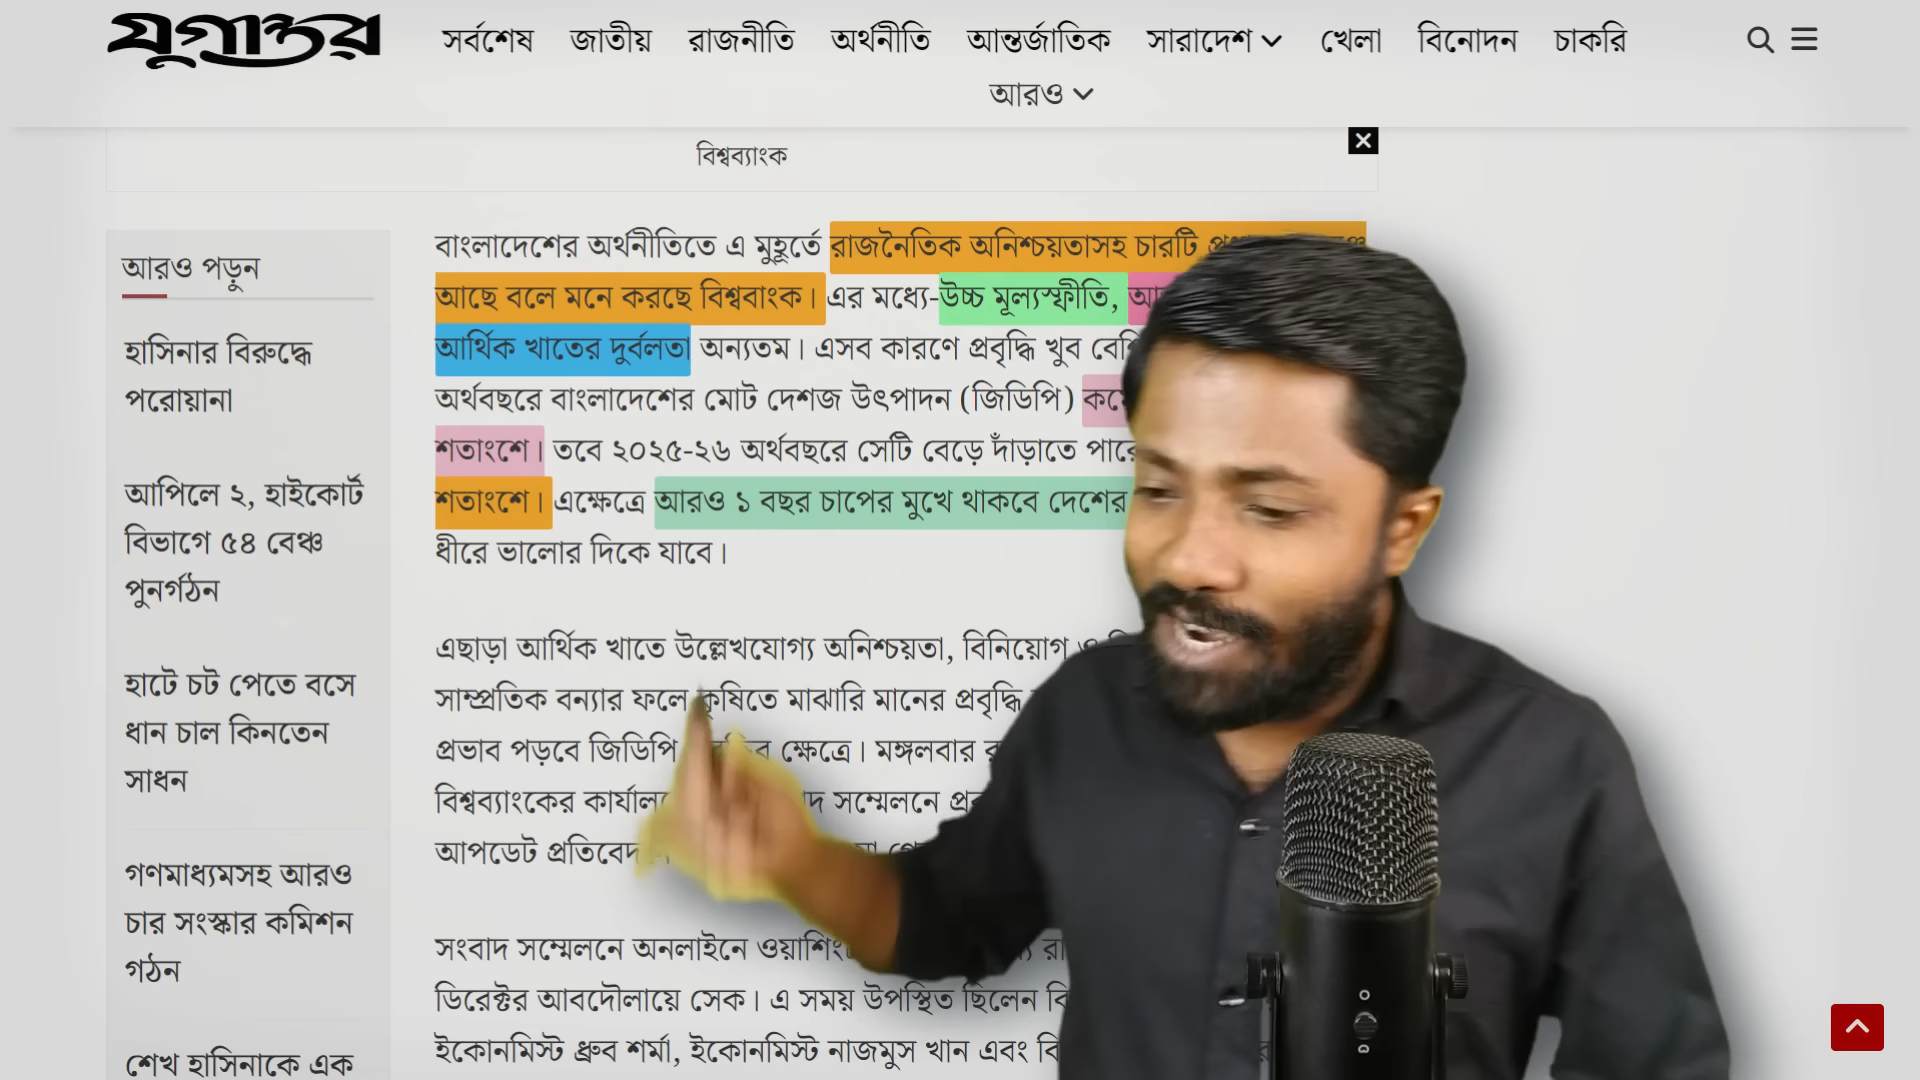 যুগান্তর
সর্বশেষ জাতীয় রাজনীতি অর্থনীতি আন্তর্জাতিক সারাদেশ খেলা বিনোদন চাকরি
আরও
বিশ্বব্যাংক
আরও পড়ুন
হাসিনার বিরুদ্ধে
পরোয়ানা
আপিলে ২, হাইকোর্ট
বিভাগে ৫৪ বেঞ্চ
পুনর্গঠন
হাটে চট পেতে বসে
ধান চাল কিনতেন
সাধন
গণমাধ্যমসহ আরও
চার সংস্কার কমিশন
গঠন
শেখ হাসিনাকে এক
বাংলাদেশের অর্থনীতিতে এ মুহূর্তে রাজনৈতিক অনিশ্চয়তাসহ চারটি
আছে বলে মনে করছে বিশ্ববাংক। এর মধ্যে-উচ্চ মূল্যস্ফীতি,
আর্থিক খাতের দুর্বলতা অন্যতম। এসব কারণে প্রবৃদ্ধি খুব
অর্থবছরে বাংলাদেশের মোট দেশজ উৎপাদন (জিডিপি)
শতাংশে। তবে ২০২৫-২৬ অর্থবছরে সেটি বেড়ে দাঁড়াতে
শতাংশে। এক্ষেত্রে আরও ১ বছর চাপের মুখে থাকবে দেশের
ধীরে ভালোর দিকে যাবে।
এছাড়া আর্থিক খাতে উল্লেখযোগ্য অনিশ্চয়তা, বিনিয়োগ
সাম্প্রতিক বন্যার ফলে কৃষিতে মাঝারি মানের প্রবৃদ্ধি
প্রভাব পড়বে জিডিপি ক্ষেত্রে। মঙ্গলবার
বিশ্বব্যাংকের সম্মেলনে
আপডেট
সংবাদ সম্মেলনে অনলাইনে
ডিরেক্টর আবদৌলায়ে সেক। এ সময় উপস্থিত ছিলেন
ইকোনমিস্ট ধ্রুব শর্মা, ইকোনমিস্ট নাজমুস খান এবং